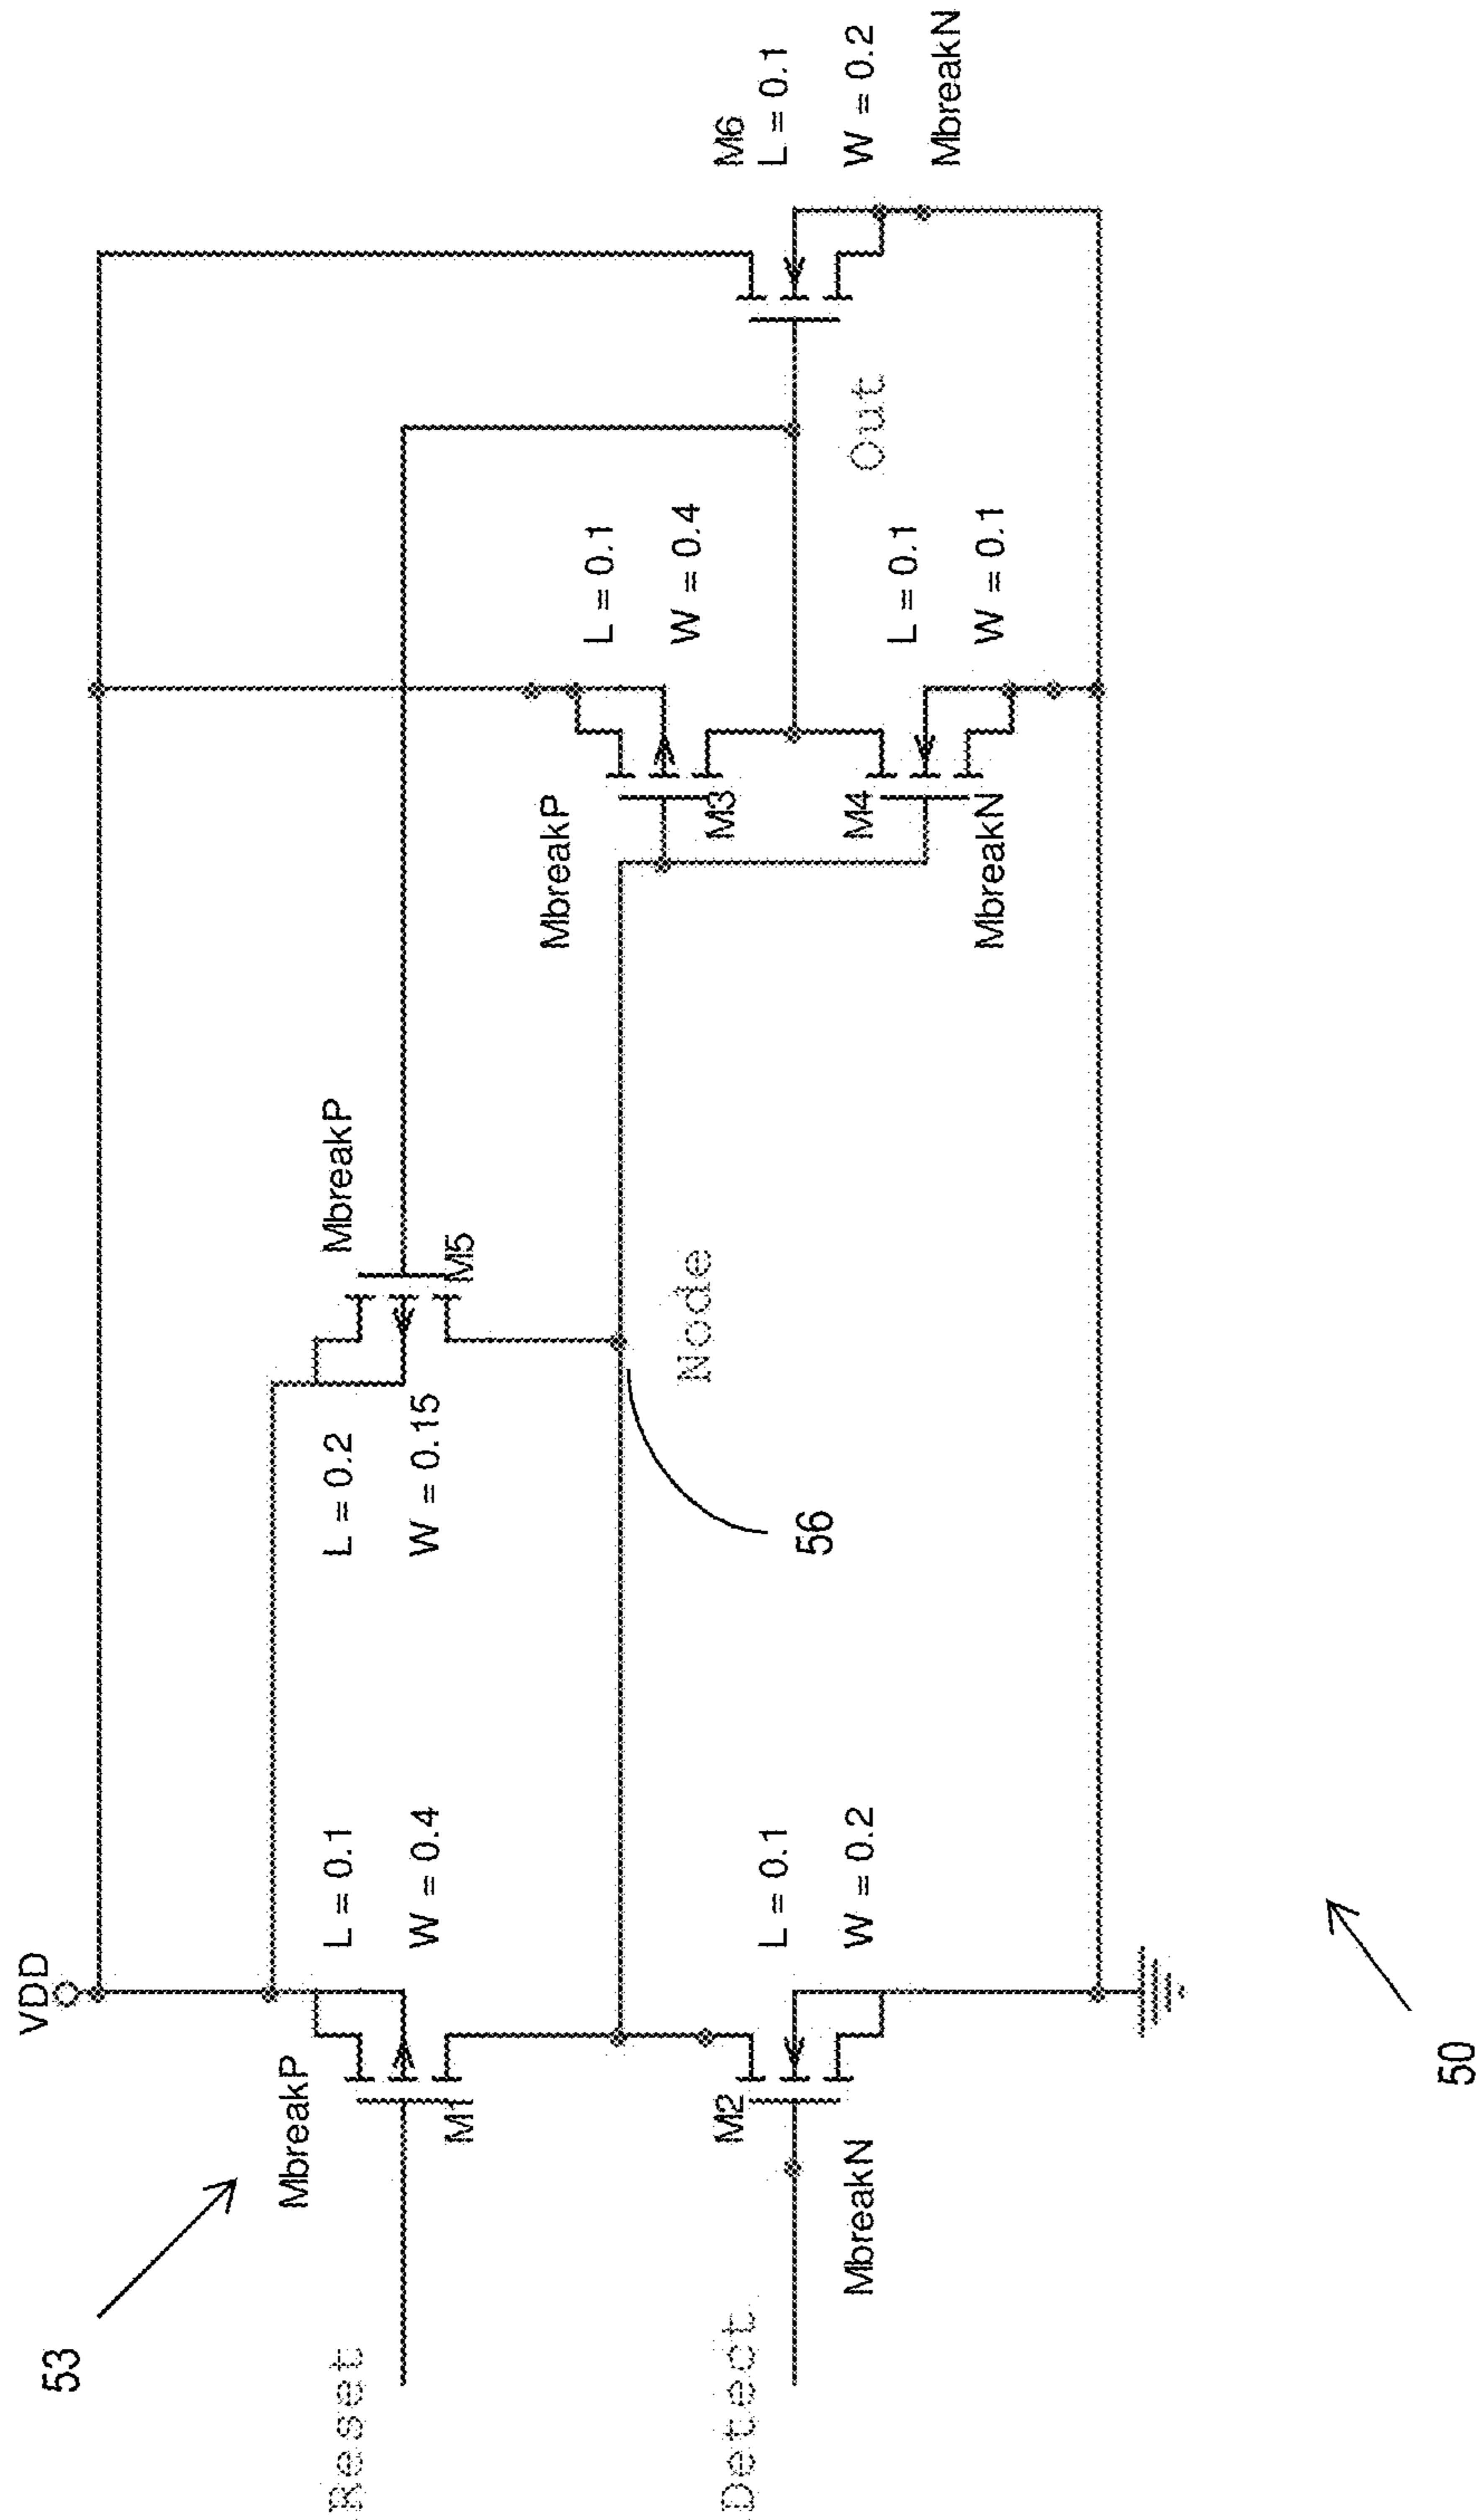 VDD
53
MbreakP
L = 0.1
W = 0.4
M1
Reset
L = 0.2
W = 0.15
MbreakP
M5
MbreakP
L = 0.1
W = 0.4
M3
Node
56
M6
L = 0.1
W = 0.2
MbreakN
Out
Detect
M2
L = 0.1
W = 0.2
MbreakN
M4
L = 0.1
W = 0.1
MbreakN
50